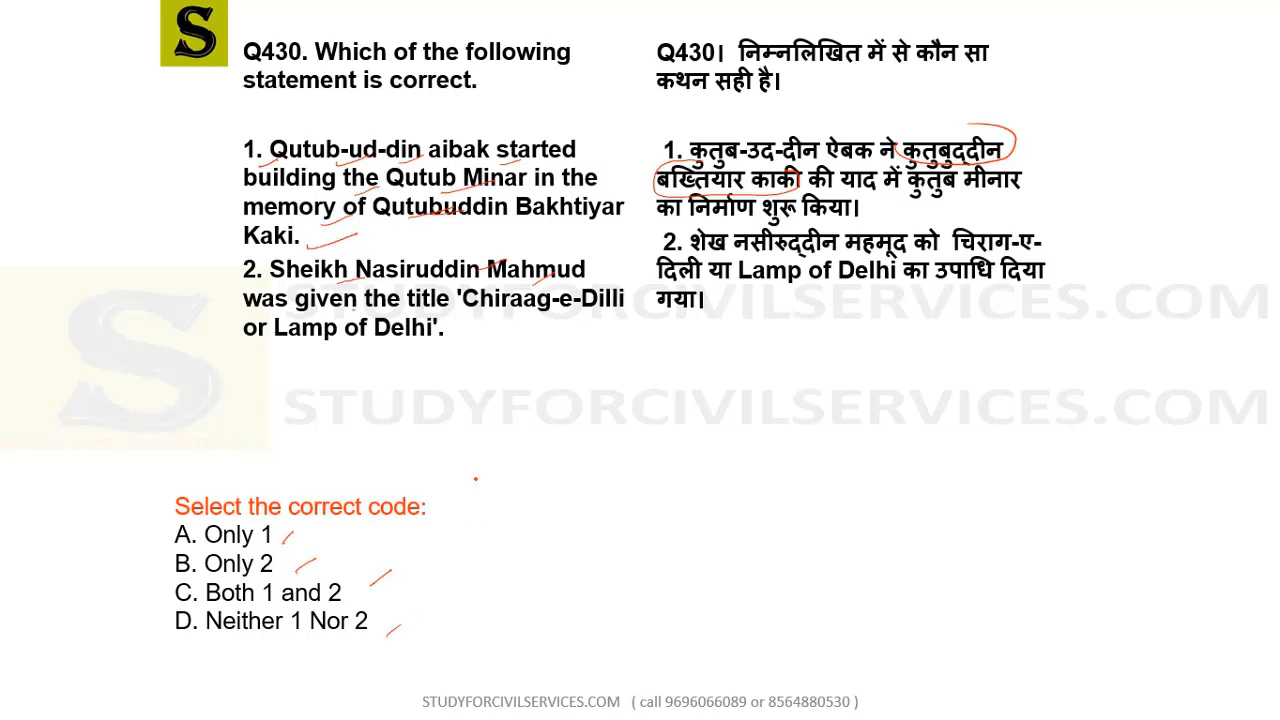 S
Q430. Which of the following
statement is correct.
1. Qutub-ud-din aibak started
building the Qutub Minar in the
memory of Qutubuddin Bakhtiyar
Kaki.
2. Sheikh Nasiruddin Mahmud
was given the title 'Chiraag-e-Dilli
or Lamp of Delhi'.
Q430। निम्नलिखित में से कौन सा
कथन सही है।
1. कुतुब-उद-दीन ऐबक ने कुतुबुद्दीन
बख्तियार काकी की याद में कुतुब मीनार
का निर्माण शुरू किया।
2. शेख नसीरुद्दीन महमूद को चिराग-ए-
दिली या Lamp of Delhi का उपाधि दिया
गया।
S
STUDYFORCIVILSERVICES.COM
STUDYFORCIVILSERVICES.COM
Select the correct code:
A. Only 1
B. Only 2
C. Both 1 and 2
D. Neither 1 Nor 2
STUDYFORCIVILSERVICES.COM ( call 9696066089 or 8564880530 )